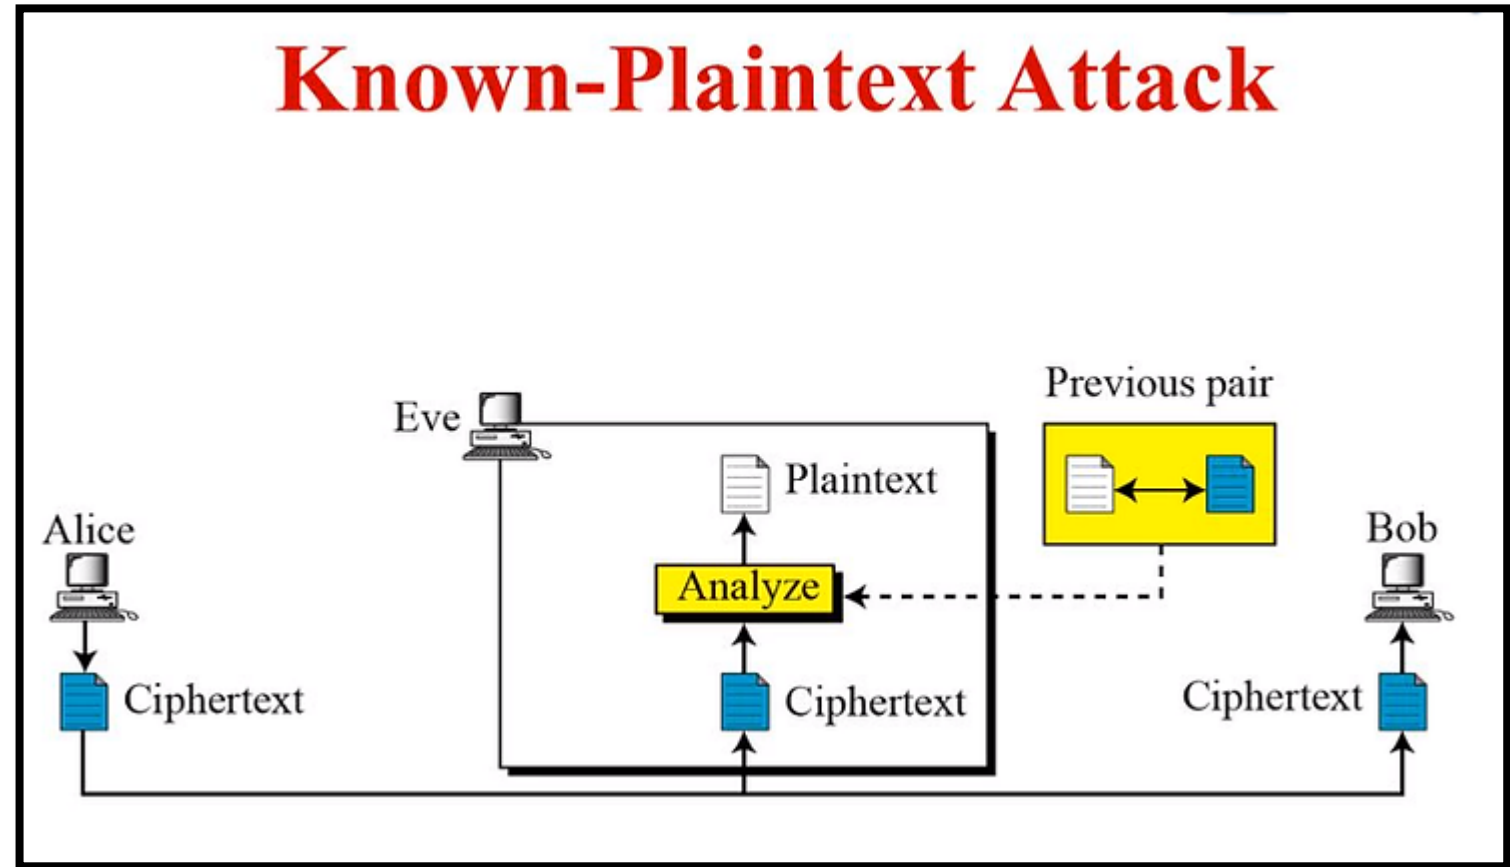 Known-Plaintext Attack
Previous pair
Eve
Plaintext
Alice
Bob
Analyze
Ciphertext
Ciphertext
Ciphertext